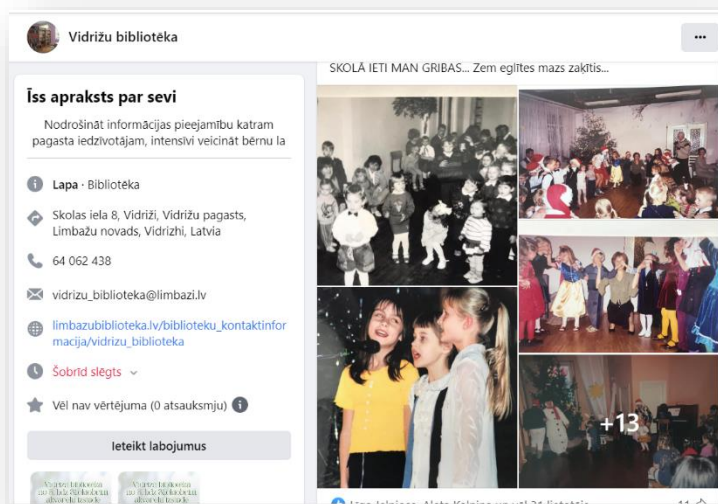 Vidrižu bibliotēka
SKOLĀ IETI MAN GRIBAS... Zem eglītes mazs zaķītis...
Īss apraksts par sevi
Nodrošināt informācijas pieejamību katram
pagasta iedzīvotājam, intensīvi veicināt bērnu la
Lapa · Bibliotēka
Skolas iela 8, Vidriži, Vidrižu pagasts,
Limbažu novads, Vidrizhi, Latvia
64 062 438
vidrizu_biblioteka@limbazi.lv
limbazubiblioteka.lv/biblioteku_kontaktinfor
macija/vidrizu_biblioteka
Šobrīd slēgts
Vēl nav vērtējuma (0 atsauksmju)
Ieteikt labojumus
+13